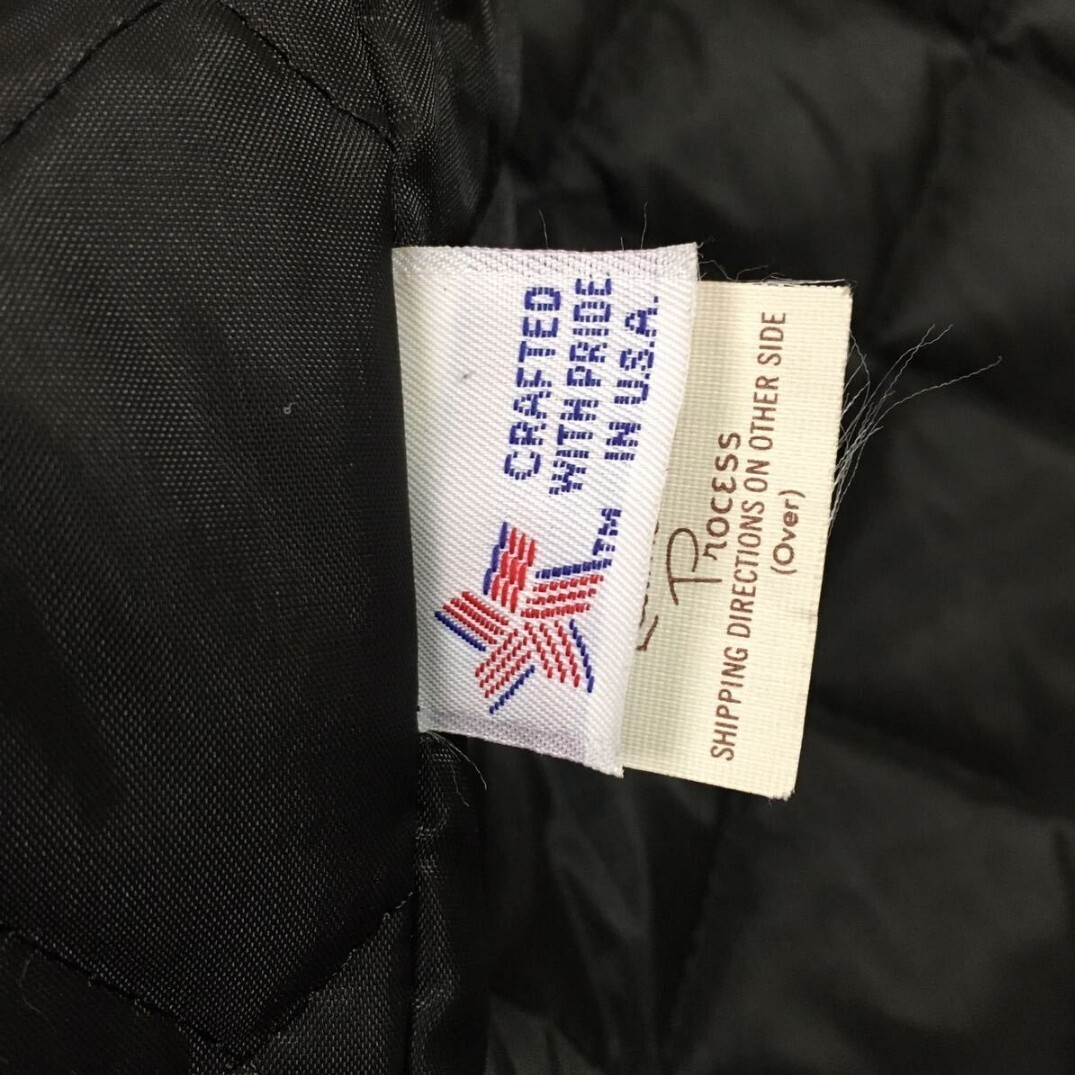 CRAFTED
WITH PRIDE
IN U.S.A.
TM
Process
SHIPPING DIRECTIONS ON OTHER SIDE
(Over)